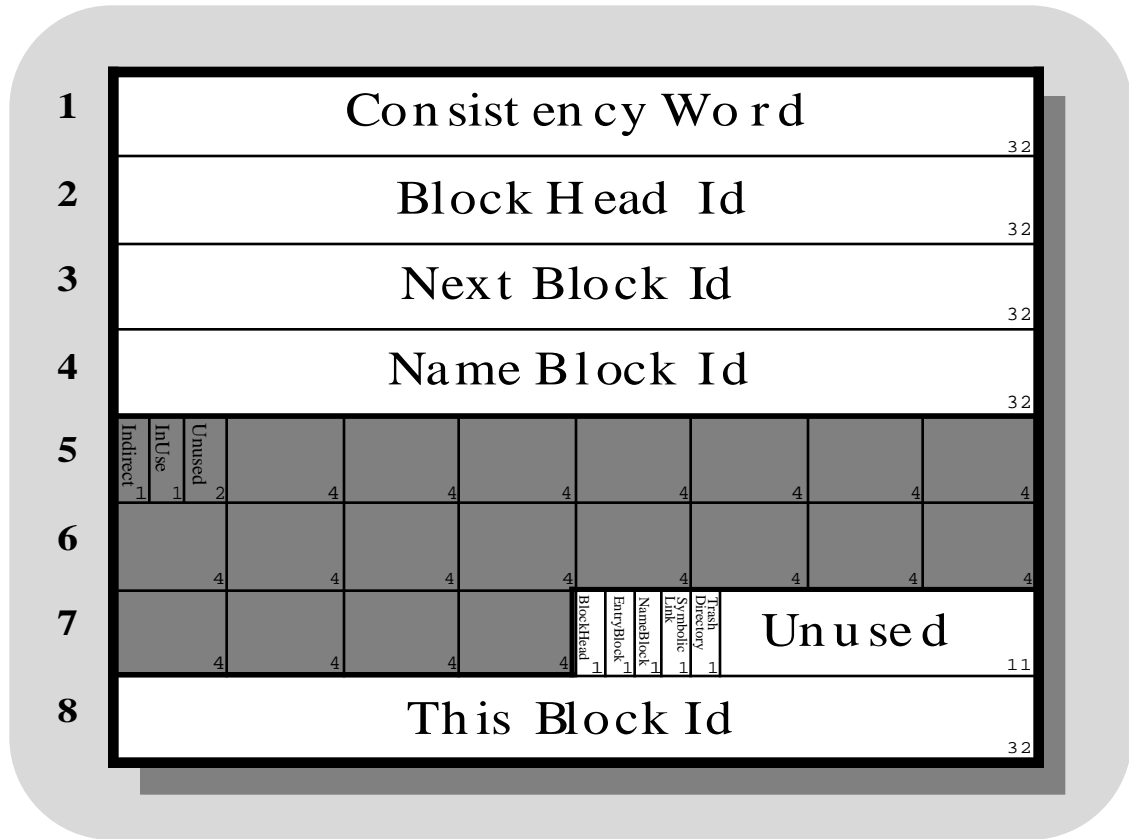 1 Consistency Word 32
2 Block Head Id 32
3 Next Block Id 32
4 Name Block Id 32
5 Indirect 1 InUse 1 Unused 2 4 4 4 4 4 4 4
6 4 4 4 4 4 4 4 4
7 4 4 4 4 BlockHead 1 EntryBlock 1 NameBlock 1 Symbolic Link 1 Trash Directory 1 Unused 11
8 This Block Id 32